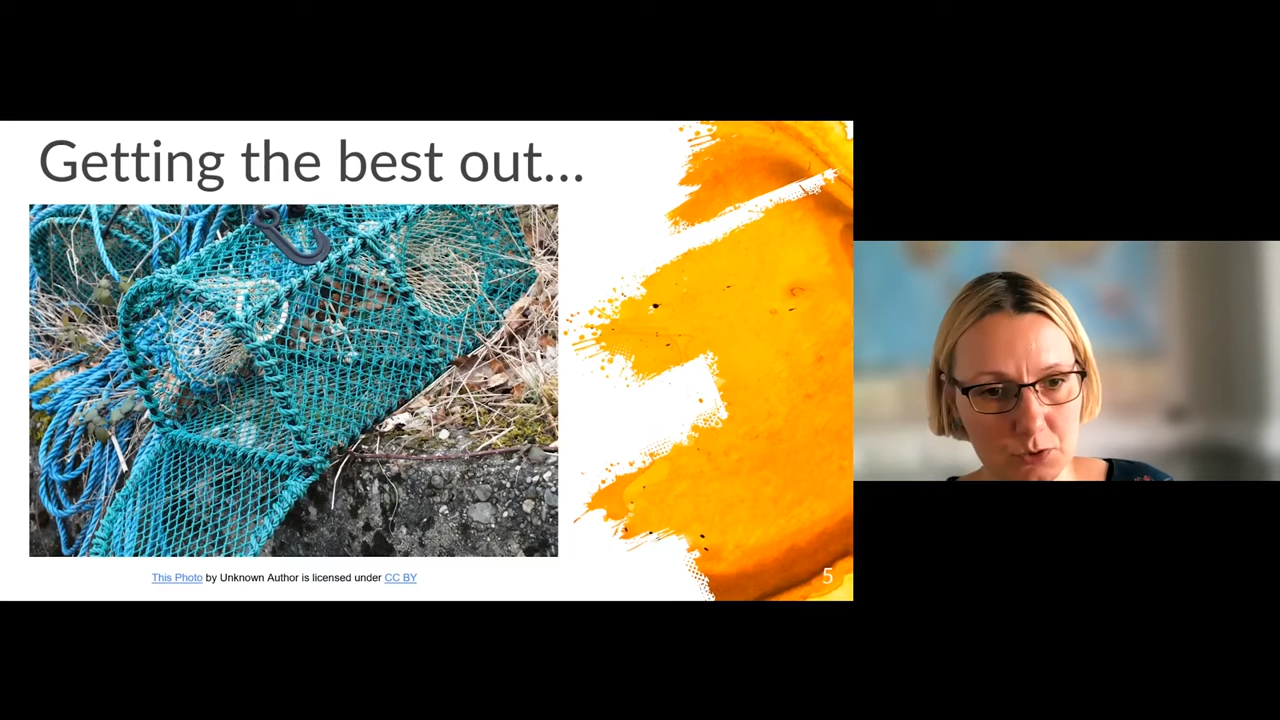 Getting the best out...
This Photo by Unknown Author is licensed under CC BY
5